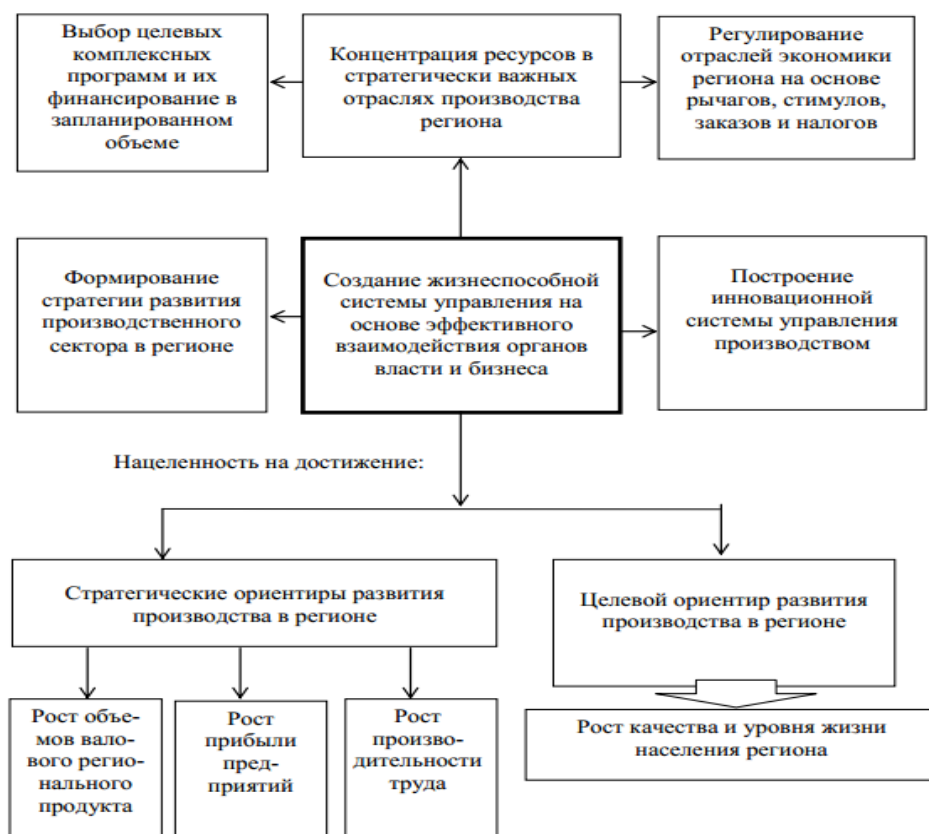 Выбор целевых
комплексных
программ и их
финансирование в
запланированном
объеме
Концентрация ресурсов в
стратегически важных
отраслях производства
региона
Регулирование
отраслей экономики
региона на основе
рычагов, стимулов,
заказов и налогов
Формирование
стратегии развития
производственного
сектора в регионе
Создание жизнеспособной
системы управления на
основе эффективного
взаимодействия органов
власти и бизнеса
Построение
инновационной
системы управления
производством
Нацеленность на достижение:
Стратегические ориентиры развития
производства в регионе
Целевой ориентир развития
производства в регионе
Рост объе-
мов вало-
вого регио-
нального
продукта
Рост
прибыли
пред-
приятий
Рост
произво-
дительности
труда
Рост качества и уровня жизни
населения региона